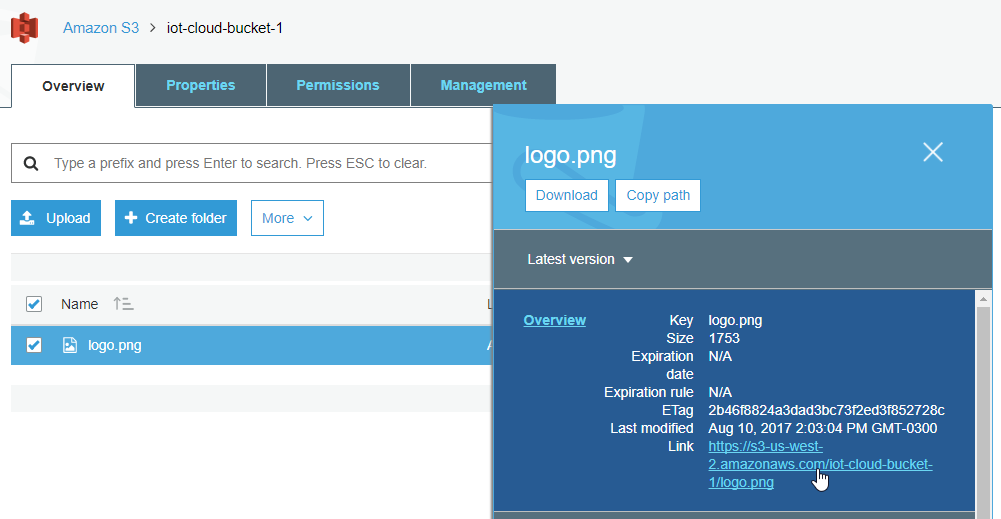 Amazon S3 > iot-cloud-bucket-1
Overview
Properties
Permissions
Management
Type a prefix and press Enter to search. Press ESC to clear.
Upload
Create folder
More
Name
L
logo.png
A
logo.png
Download
Copy path
Latest version
Overview
Key logo.png
Size 1753
Expiration N/A
date
Expiration rule N/A
ETag 2b46f8824a3dad3bc73f2ed3f852728c
Last modified Aug 10, 2017 2:03:04 PM GMT-0300
Link https://s3-us-west-
2.amazonaws.com/iot-cloud-bucket-
1/logo.png